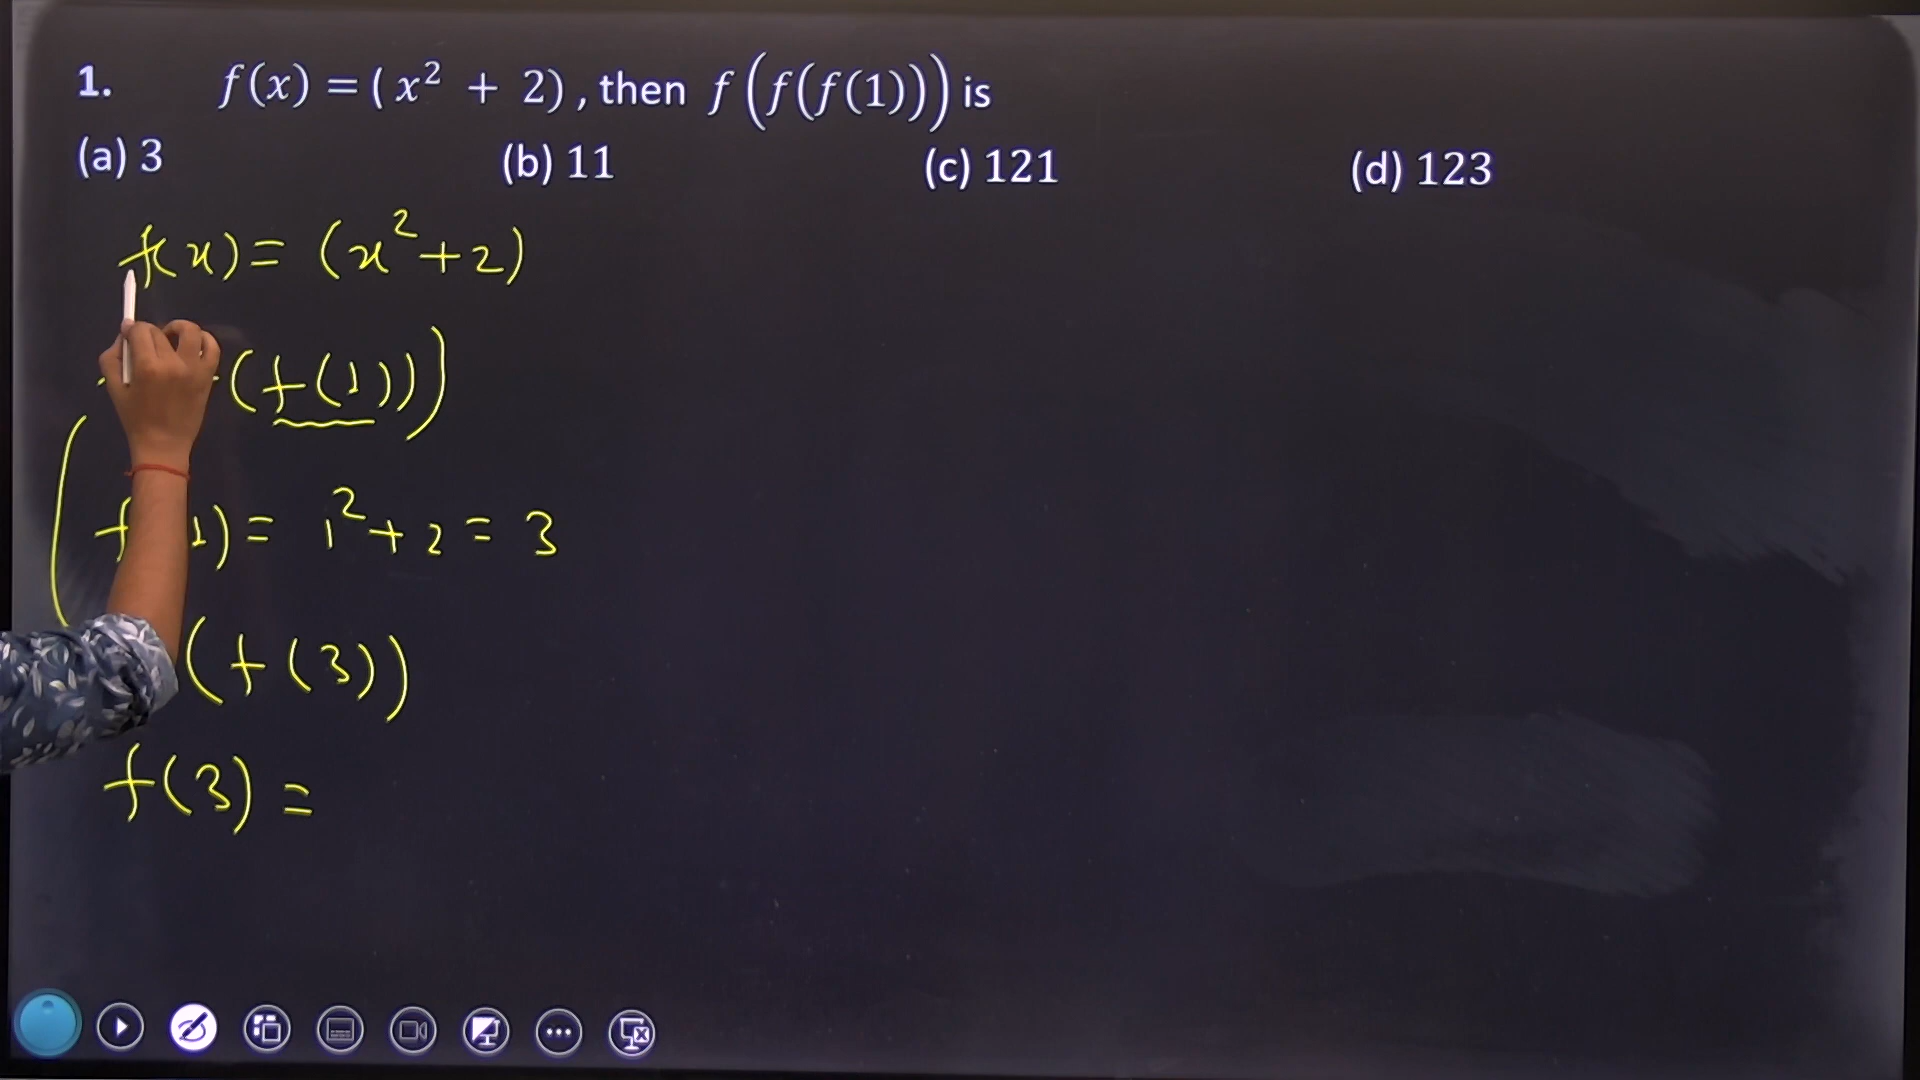 1. f(x) = ( x² + 2) , then f(f(f(1))) is
(a) 3 (b) 11 (c) 121 (d) 123
f(x) = (x²+2)
(f(1)))
f(1) = 1²+2 = 3
(f(3))
f(3) =